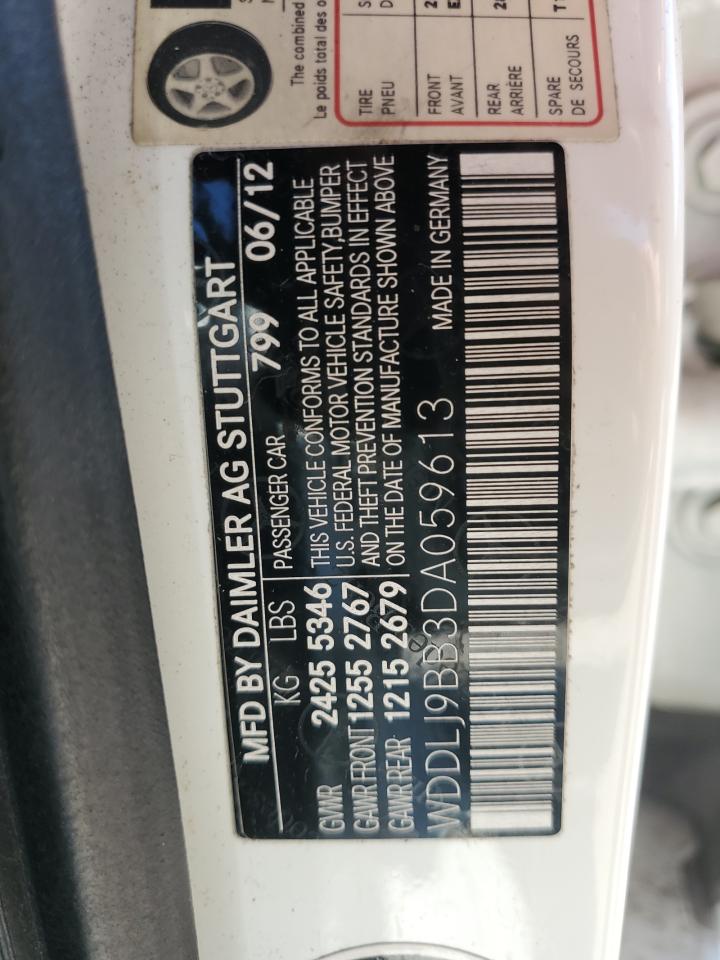 The combined
Le poids total des o
TIRE
PNEU
FRONT
AVANT
REAR
ARRIÈRE
SPARE
DE SECOURS
MFD BY DAIMLER AG STUTTGART
799 06/12
KG LBS PASSENGER CAR
GWR 2425 5346
GAWR FRONT 1255 2767
GAWR REAR 1215 2679
THIS VEHICLE CONFORMS TO ALL APPLICABLE
U.S. FEDERAL MOTOR VEHICLE SAFETY,BUMPER
AND THEFT PREVENTION STANDARDS IN EFFECT
ON THE DATE OF MANUFACTURE SHOWN ABOVE
WDDLJ9BB3DA059613
MADE IN GERMANY